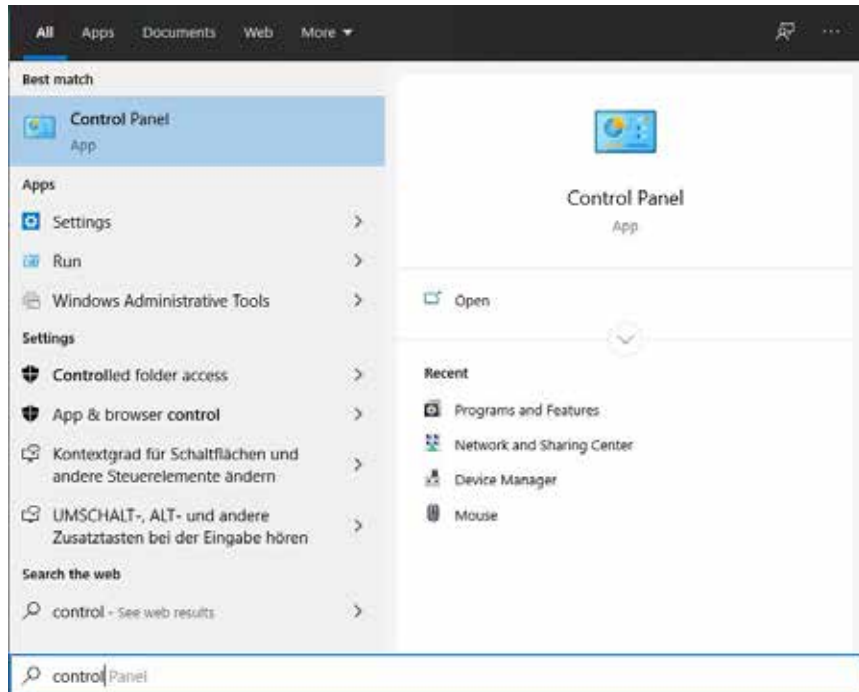 All Apps Documents Web More
Best match
Control Panel
App
Apps
Settings
Run
Windows Administrative Tools
Settings
Controlled folder access
App & browser control
Kontextgrad für Schaltflächen und
andere Steuerelemente ändern
UMSCHALT-, ALT- und andere
Zusatztasten bei der Eingabe hören
Search the web
control - See web results
control Panel
Control Panel
App
Open
Recent
Programs and Features
Network and Sharing Center
Device Manager
Mouse